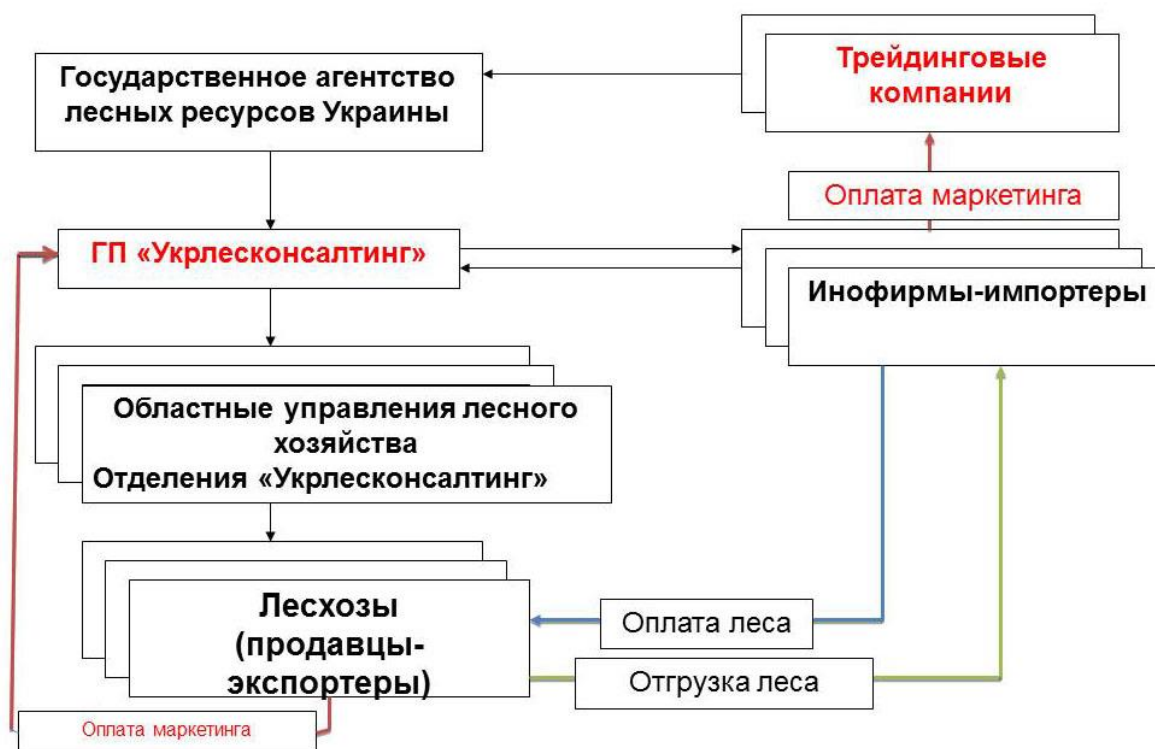 Государственное агентство
лесных ресурсов Украины
Трейдинговые
компании
Оплата маркетинга
ГП «Укрлесконсалтинг»
Инофирмы-импортеры
Областные управления лесного
хозяйства
Отделения «Укрлесконсалтинг»
Лесхозы
(продавцы-
экспортеры)
Оплата леса
Отгрузка леса
Оплата маркетинга